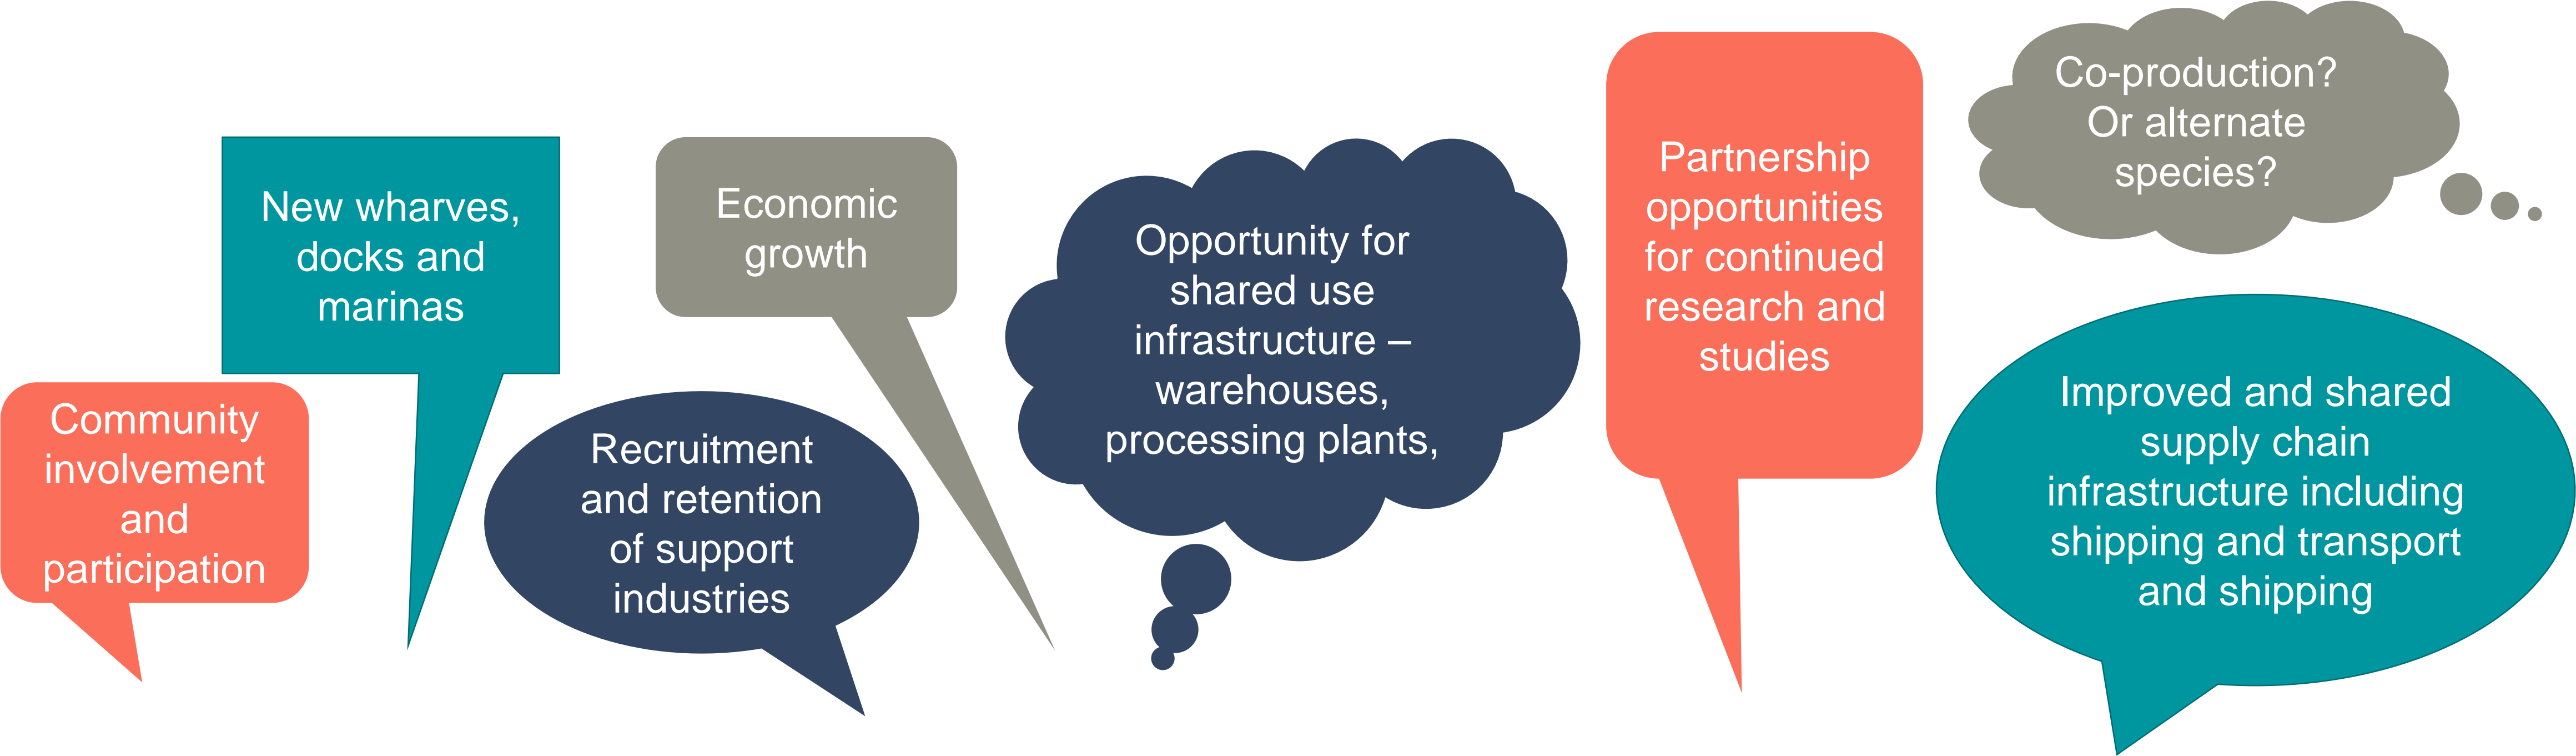 Community
involvement
and
participation
New wharves,
docks and
marinas
Recruitment
and retention
of support
industries
Economic
growth
Opportunity for
shared use
infrastructure –
warehouses,
processing plants,
Partnership
opportunities
for continued
research and
studies
Co-production?
Or alternate
species?
Improved and shared
supply chain
infrastructure including
shipping and transport
and shipping